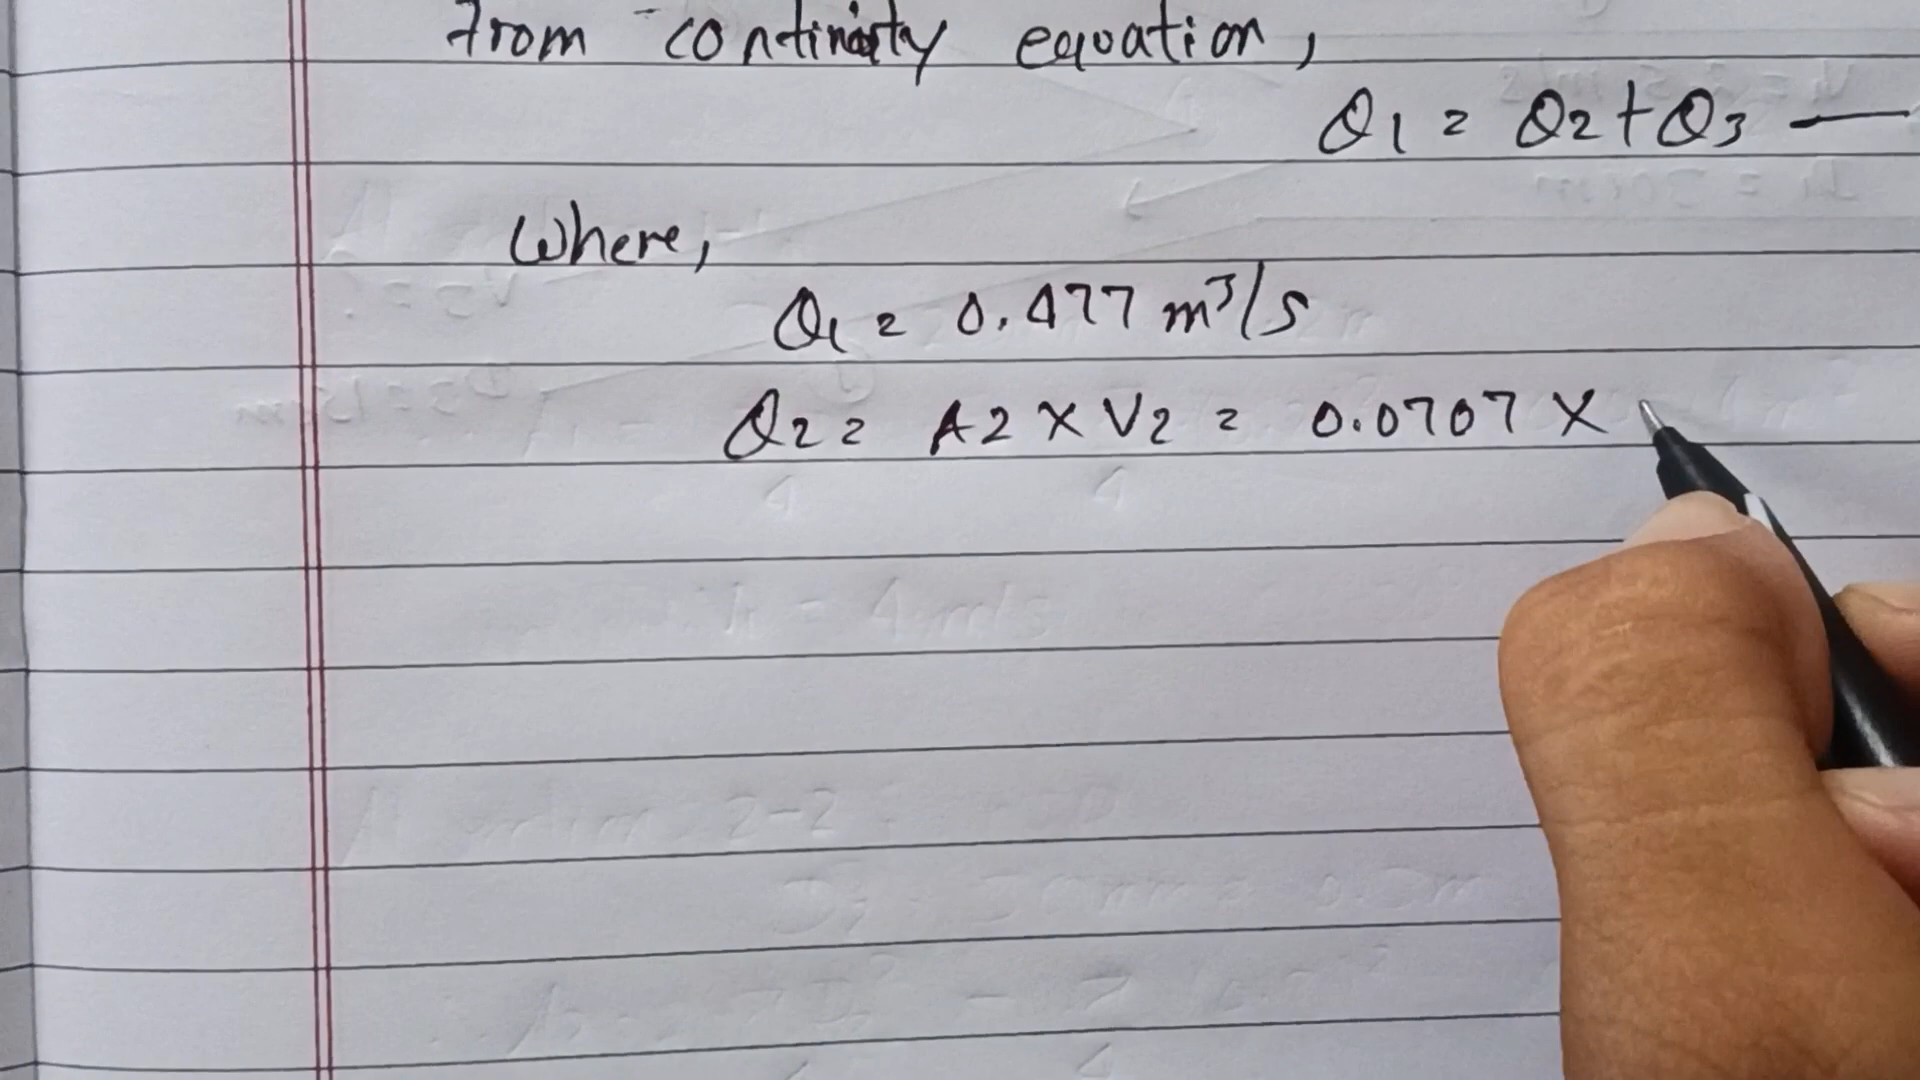 From continuity equation,
Q1 = Q2 + Q3 —
Where,
Q1 = 0.477 m³/s
Q2 = A2 × V2 = 0.0707 ×